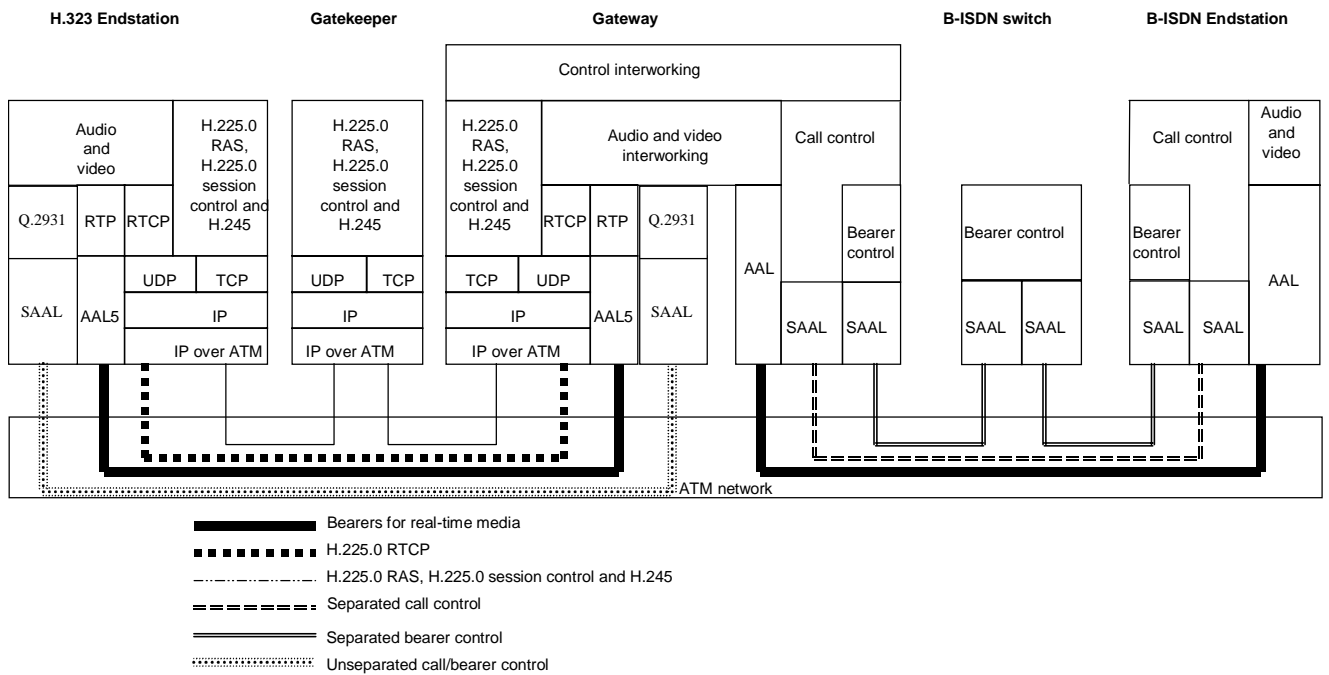 H.323 Endstation
Gatekeeper
Gateway
B-ISDN switch
B-ISDN Endstation
Control interworking
Audio
and
video
H.225.0
RAS,
H.225.0
session
control and
H.245
Q.2931
RTP
RTCP
SAAL
AAL5
UDP
TCP
IP
IP over ATM
H.225.0
RAS,
H.225.0
session
control and
H.245
UDP
TCP
IP
IP over ATM
H.225.0
RAS,
H.225.0
session
control and
H.245
Audio and video
interworking
RTCP
RTP
Q.2931
TCP
UDP
IP
IP over ATM
AAL5
SAAL
Call control
AAL
Bearer
control
SAAL
SAAL
Bearer control
SAAL
SAAL
Call control
Bearer
control
SAAL
SAAL
Audio
and
video
AAL
ATM network
Bearers for real-time media
H.225.0 RTCP
H.225.0 RAS, H.225.0 session control and H.245
Separated call control
Separated bearer control
Unseparated call/bearer control